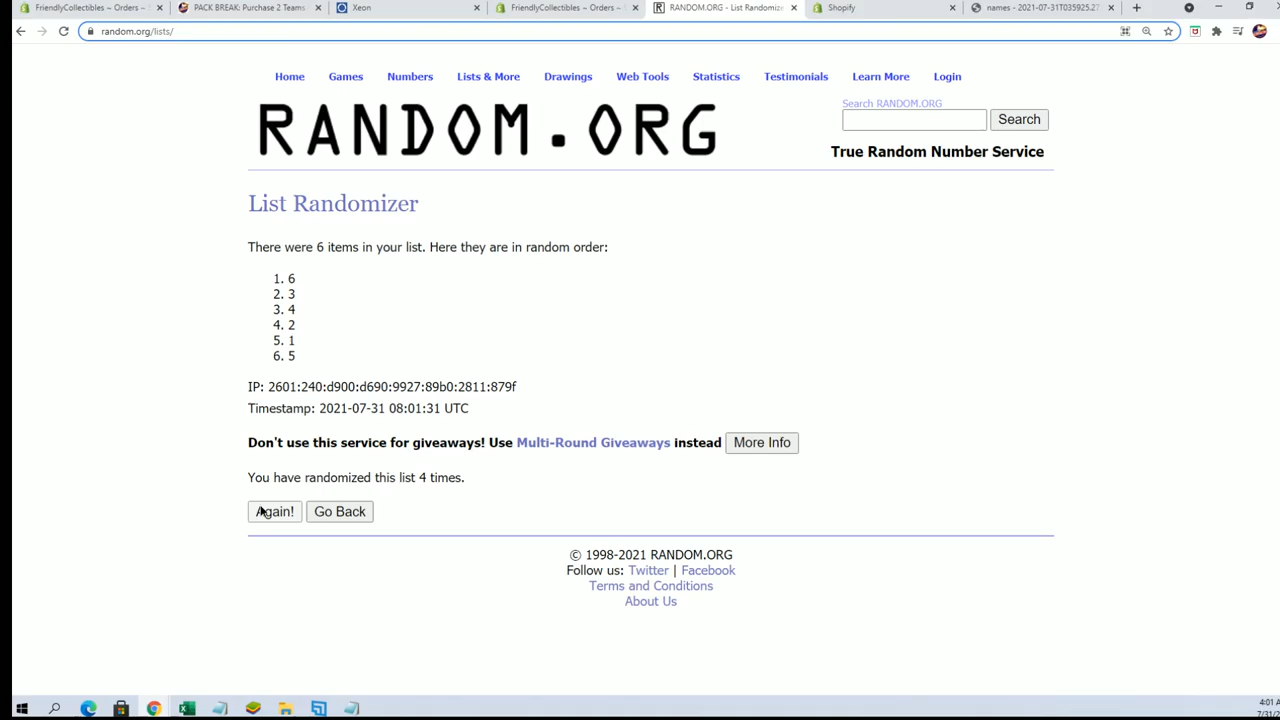 FriendlyCollectibles ~ Orders ~
PACK BREAK: Purchase 2 Teams
Xeon
FriendlyCollectibles ~ Orders ~
RANDOM.ORG - List Randomize
Shopify
names - 2021-07-31T035925.27
random.org/lists/
Home
Games
Numbers
Lists & More
Drawings
Web Tools
Statistics
Testimonials
Learn More
Login
RANDOM.ORG
Search RANDOM.ORG
Search
True Random Number Service
List Randomizer
There were 6 items in your list. Here they are in random order:
1. 6
2. 3
3. 4
4. 2
5. 1
6. 5
IP: 2601:240:d900:d690:9927:89b0:2811:879f
Timestamp: 2021-07-31 08:01:31 UTC
Don't use this service for giveaways! Use Multi-Round Giveaways instead
More Info
You have randomized this list 4 times.
Again!
Go Back
© 1998-2021 RANDOM.ORG
Follow us: Twitter | Facebook
Terms and Conditions
About Us
4:01 A
7/31/2